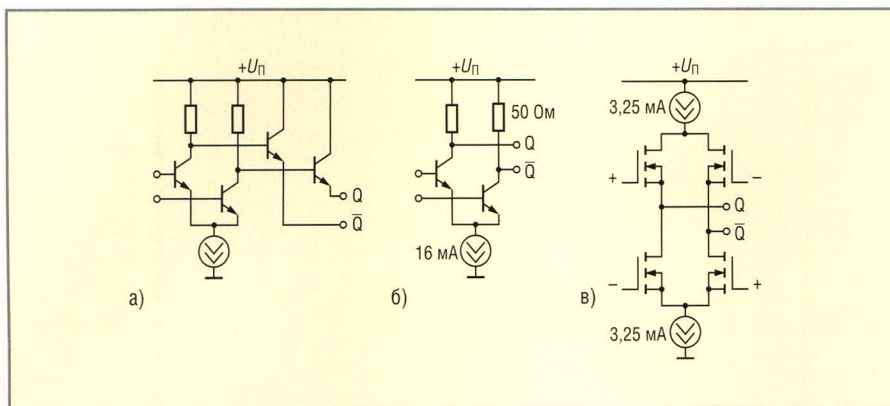 +Uп
50 Ом
Q
Q̅
Q
Q̅
16 мА
а)
б)
+Uп
+Uп
3,25 мА
+
–
Q
Q̅
–
+
3,25 мА
в)